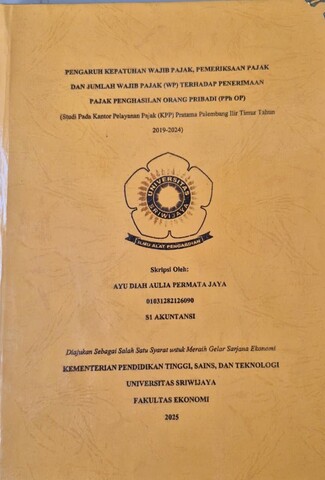 PENGARUH KEPATUHAN WAJIB PAJAK, PEMERIKSAAN PAJAK
DAN JUMLAH WAJIB PAJAK (WP) TERHADAP PENERIMAAN
PAJAK PENGHASILAN ORANG PRIBADI (PPh OP)
(Studi Pada Kantor Pelayanan Pajak (KPP) Pratama Palembang Ilir Timur Tahun
2019-2024)
UNIVERSITAS
SRIWIJAYA
ILMU ALAT PENGABDIAN
Skripsi Oleh:
AYU DIAH AULIA PERMATA JAYA
01031282126090
S1 AKUNTANSI
Diajukan Sebagai Salah Satu Syarat untuk Meraih Gelar Sarjana Ekonomi
KEMENTERIAN PENDIDIKAN TINGGI, SAINS, DAN TEKNOLOGI
UNIVERSITAS SRIWIJAYA
FAKULTAS EKONOMI
2025